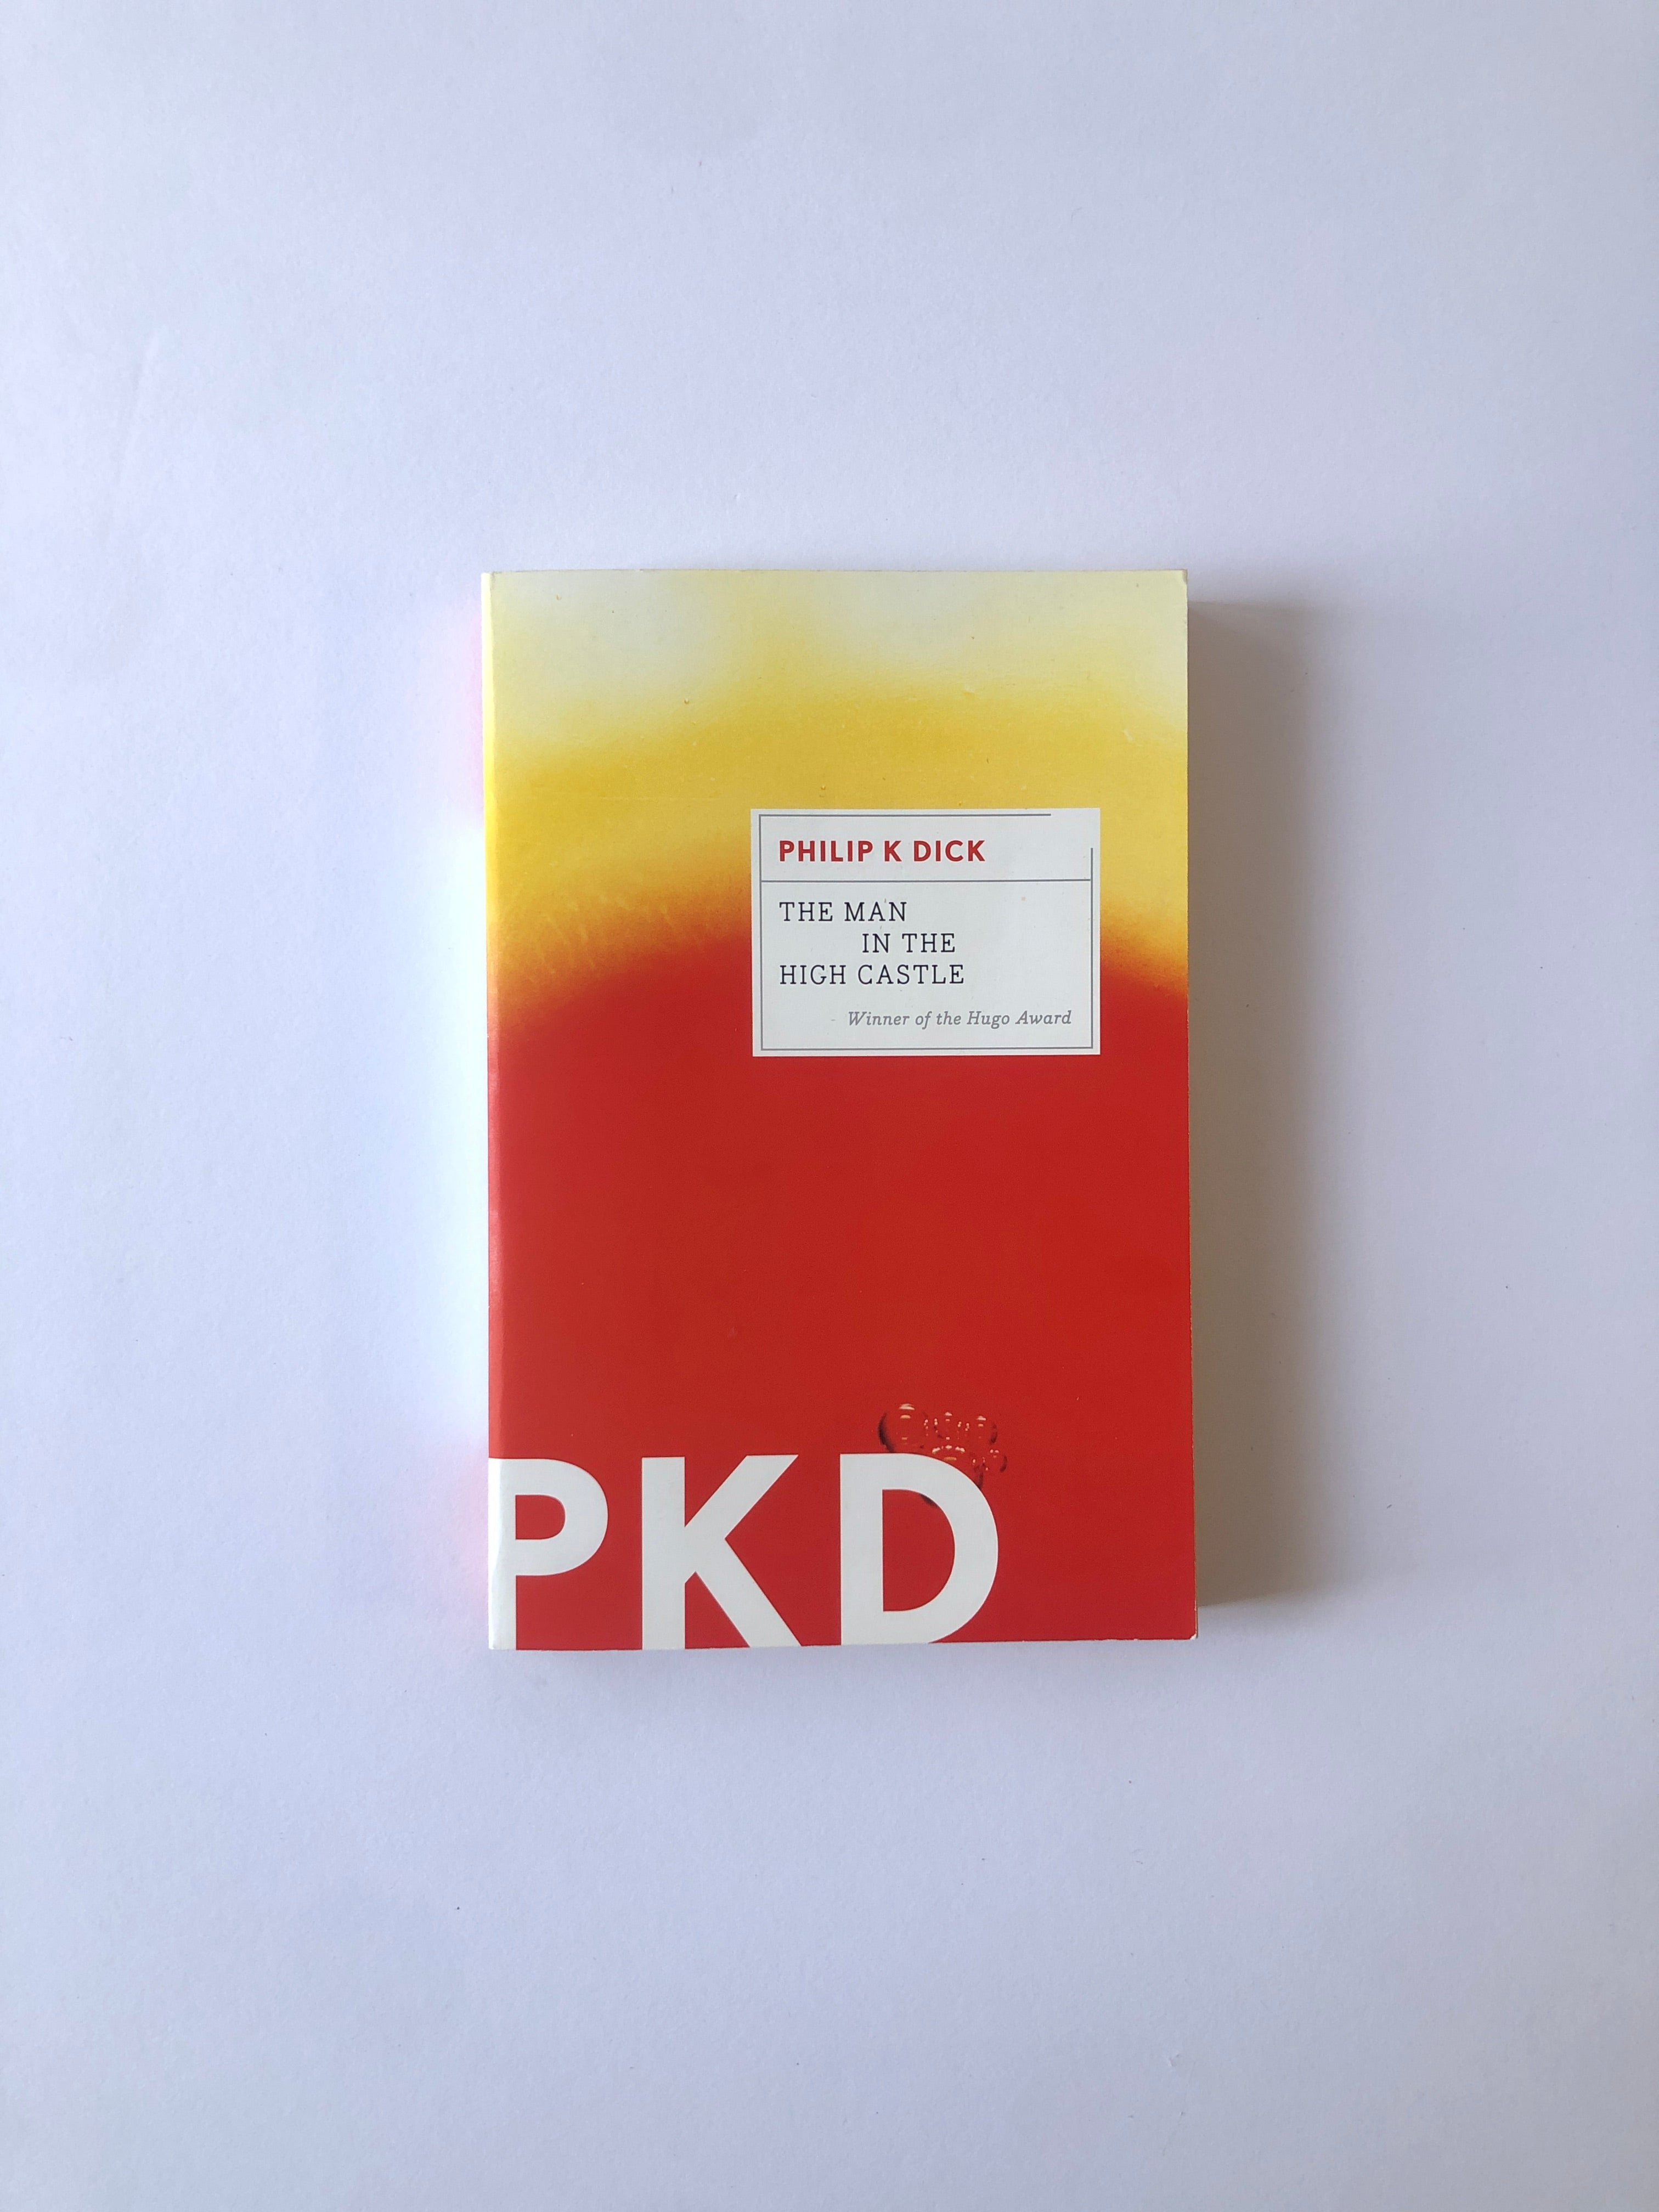 PHILIP K DICK
THE MAN
IN THE
HIGH CASTLE
Winner of the Hugo Award
PKD